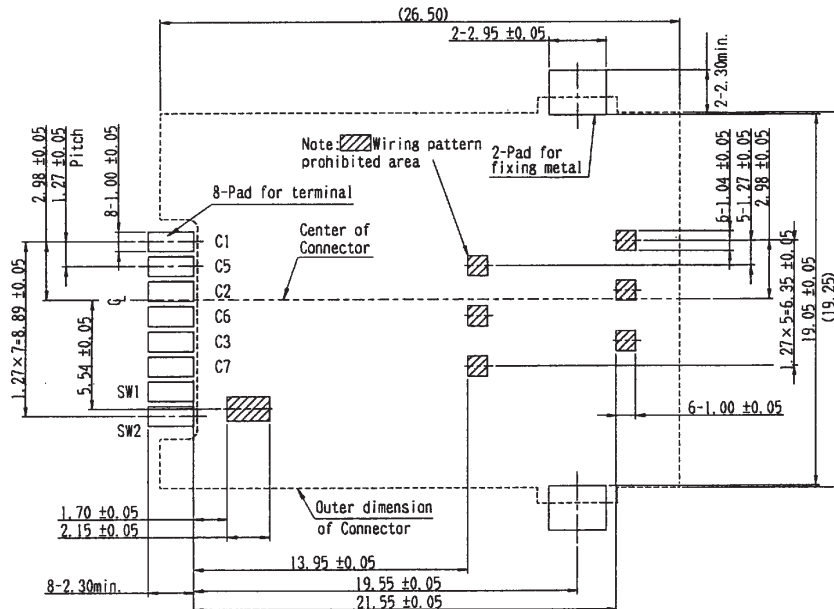 (26.50)
2-2.95 ±0.05
2-2.30min.
2.98 ±0.05
1.27 ±0.05
Pitch
8-1.00 ±0.05
8-Pad for terminal
Note: Wiring pattern
prohibited area
2-Pad for
fixing metal
6-1.04 ±0.05
5-1.27 ±0.05
2.98 ±0.05
Center of
Connector
C1
C5
C2
C6
C3
C7
SW1
SW2
1.27×7=8.89 ±0.05
5.54 ±0.05
1.27×5=6.35 ±0.05
19.05 ±0.05
(19.25)
6-1.00 ±0.05
1.70 ±0.05
2.15 ±0.05
Outer dimension
of Connector
13.95 ±0.05
8-2.30min.
19.55 ±0.05
21.55 ±0.05